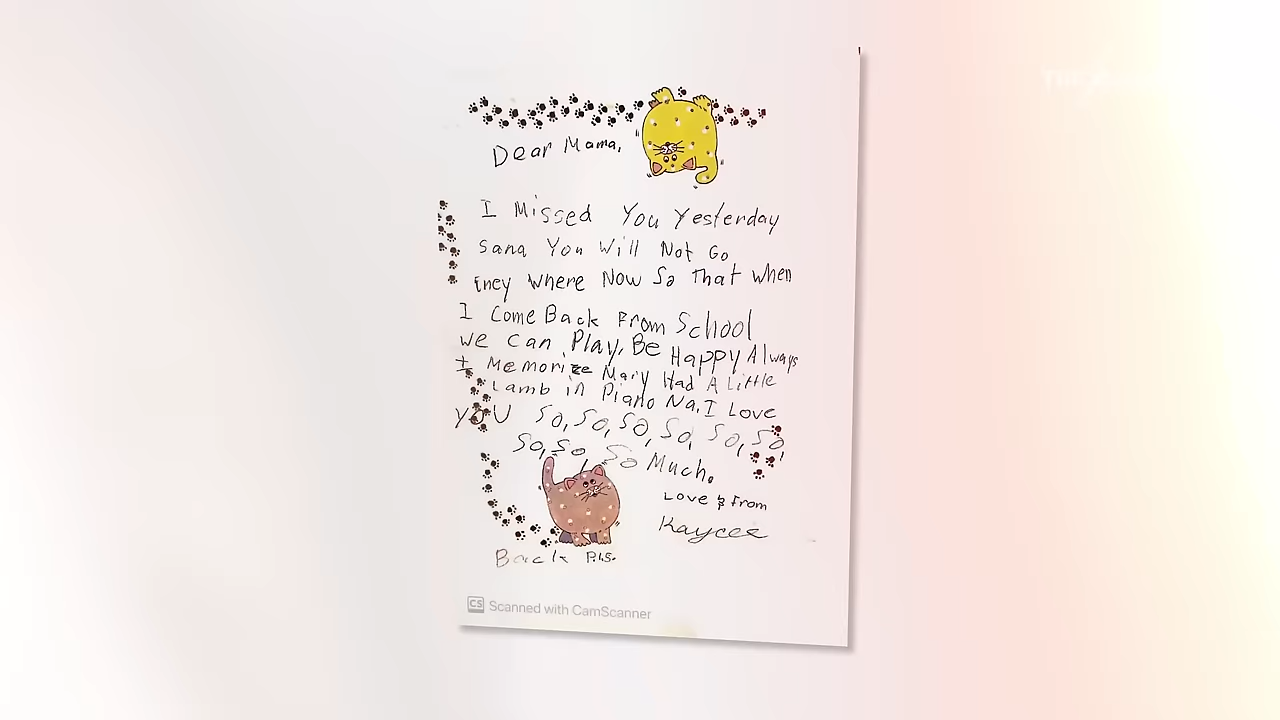 Dear Mama,
I Missed You Yesterday
Sana You Will Not Go
Eney Where Now So That When
I Come Back From School
We can Play. Be Happy Always
I Memorize Mary Had A Little
Lamb in Piano Na. I Love
YOU So, So, So, So, So, So,
So, So, So Much.
Love & From
Kaycee
Back Pls.
CS Scanned with CamScanner